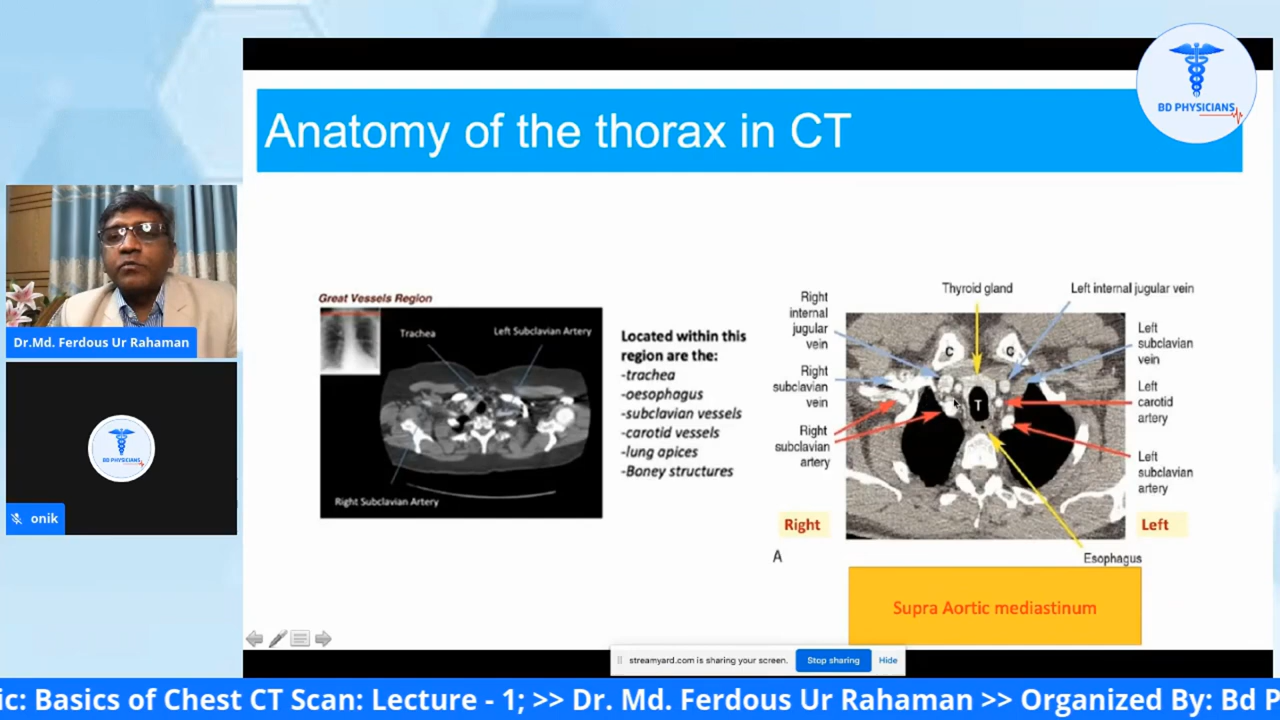 BD PHYSICIANS
Anatomy of the thorax in CT
Dr.Md. Ferdous Ur Rahaman
BD PHYSICIANS
onik
Great Vessels Region
Trachea
Left Subclavian Artery
Right Subclavian Artery
Located within this
region are the:
-trachea
-oesophagus
-subclavian vessels
-carotid vessels
-lung apices
-Boney structures
Thyroid gland
Left internal jugular vein
Right
internal
jugular
vein
Right
subclavian
vein
Right
subclavian
artery
Left
subclavian
vein
Left
carotid
artery
Left
subclavian
artery
C
C
T
Right
Left
A
Esophagus
Supra Aortic mediastinum
streamyard.com is sharing your screen.
Stop sharing
Hide
ic: Basics of Chest CT Scan: Lecture - 1; >> Dr. Md. Ferdous Ur Rahaman >> Organized By: Bd P